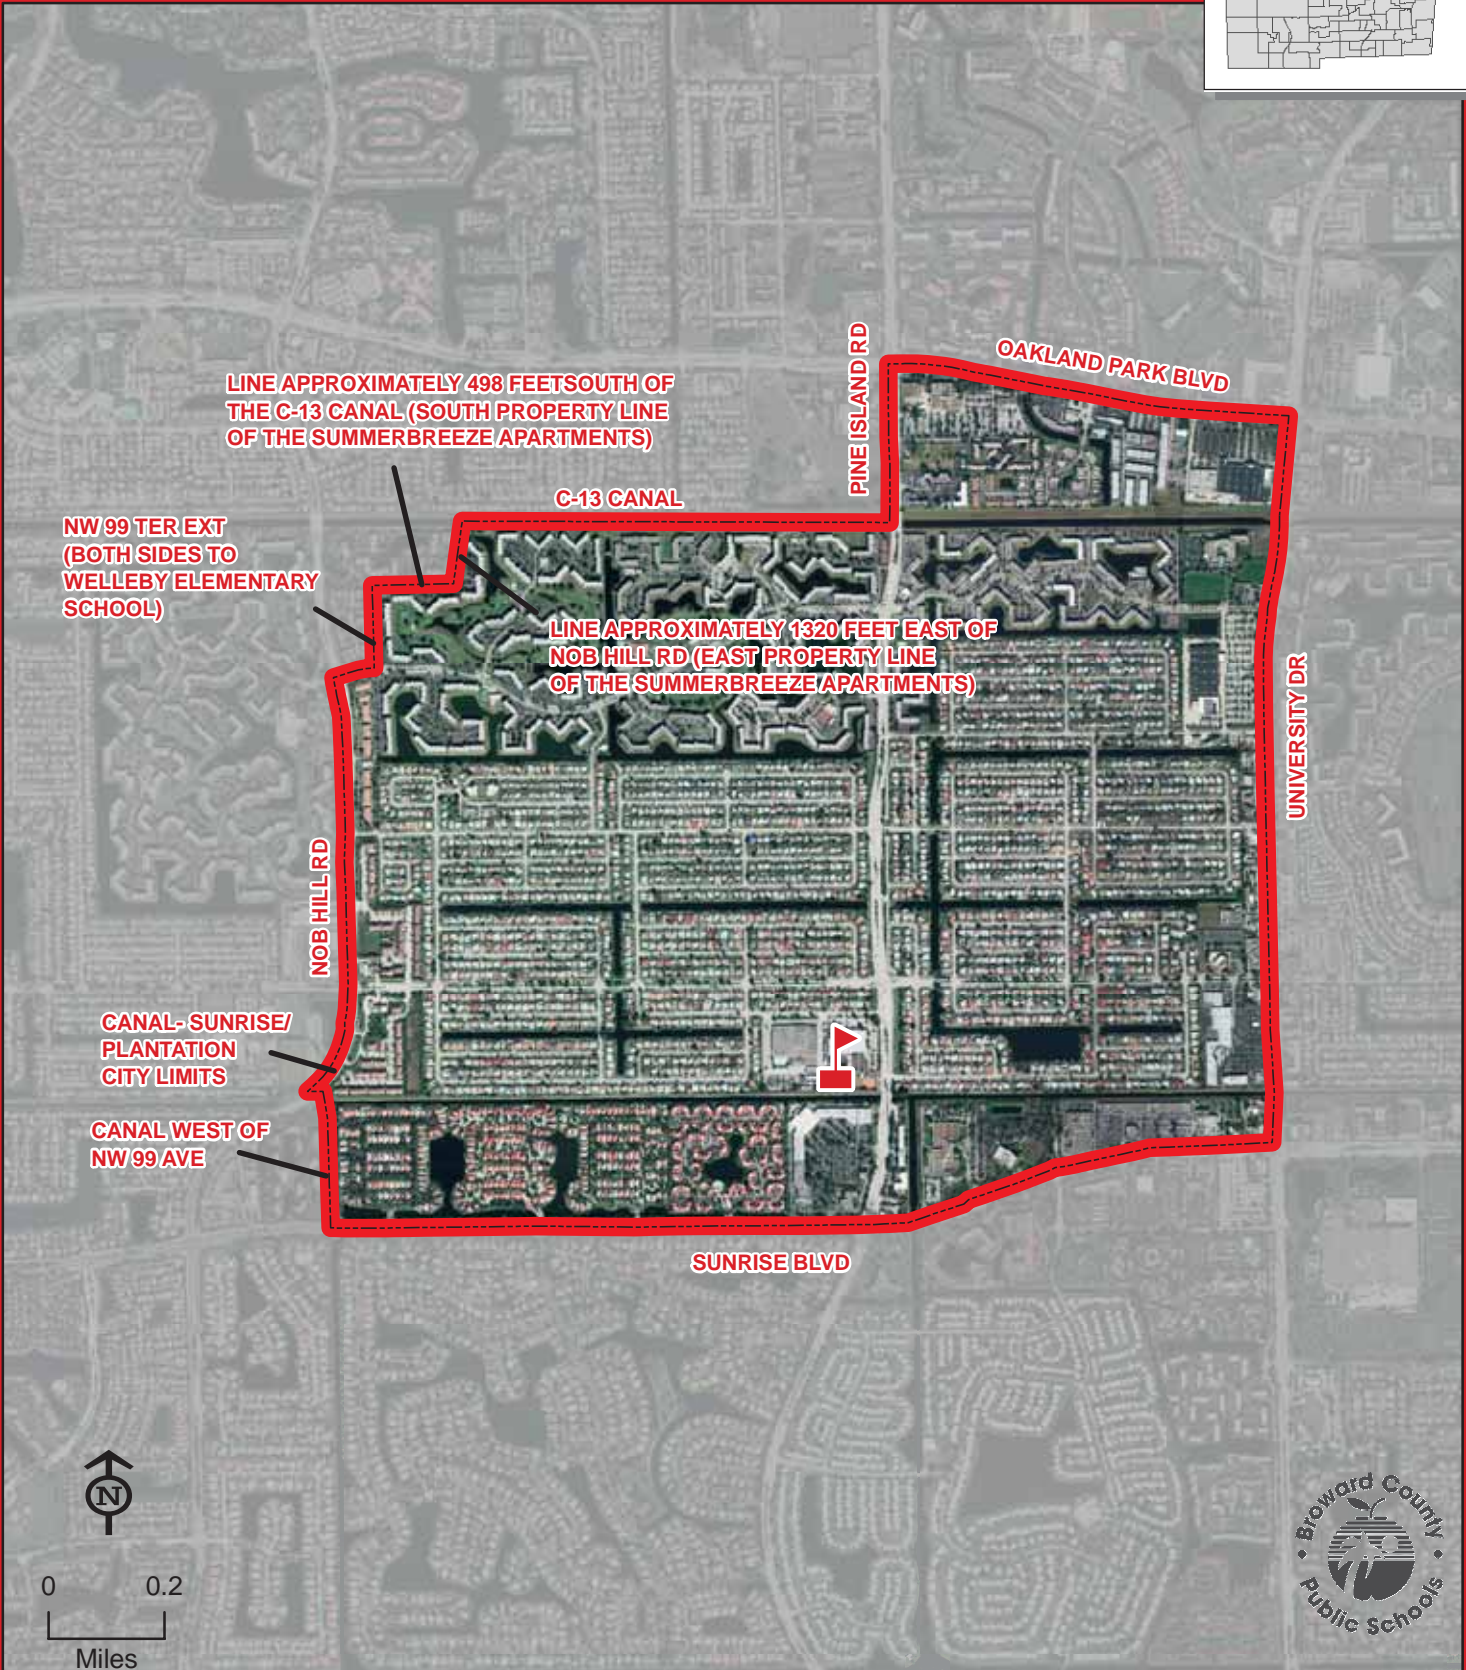 PINE ISLAND RD
OAKLAND PARK BLVD
LINE APPROXIMATELY 498 FEETSOUTH OF
THE C-13 CANAL (SOUTH PROPERTY LINE
OF THE SUMMERBREEZE APARTMENTS)
C-13 CANAL
NW 99 TER EXT
(BOTH SIDES TO
WELLEBY ELEMENTARY
SCHOOL)
LINE APPROXIMATELY 1320 FEET EAST OF
NOB HILL RD (EAST PROPERTY LINE
OF THE SUMMERBREEZE APARTMENTS)
UNIVERSITY DR
NOB HILL RD
CANAL- SUNRISE/
PLANTATION
CITY LIMITS
CANAL WEST OF
NW 99 AVE
SUNRISE BLVD
N
0 0.2
Miles
Broward County
Public Schools